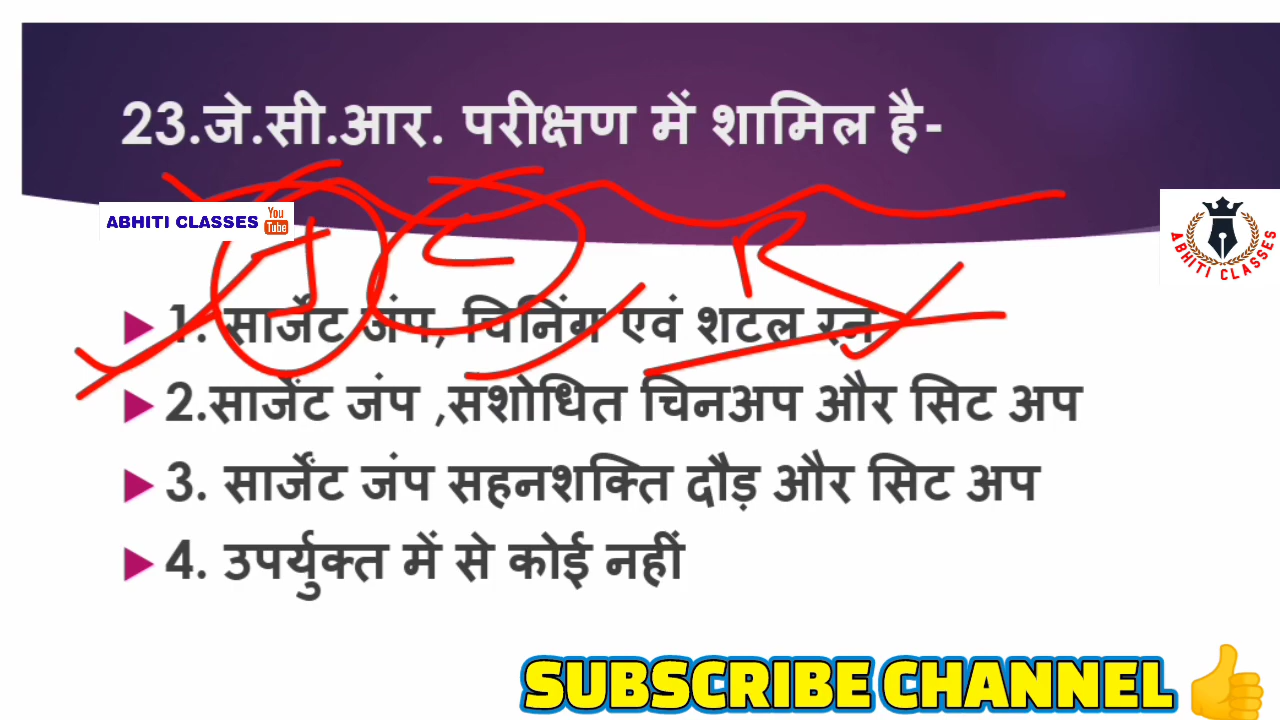 23.जे.सी.आर. परीक्षण में शामिल है-
ABHITI CLASSES
You
Tube
J C R
ABHITI CLASSES
1. सार्जेंट जंप, चिनिंग एवं शटल रन
2.सार्जेंट जंप ,संशोधित चिनअप और सिट अप
3. सार्जेंट जंप सहनशक्ति दौड़ और सिट अप
4. उपर्युक्त में से कोई नहीं
SUBSCRIBE CHANNEL